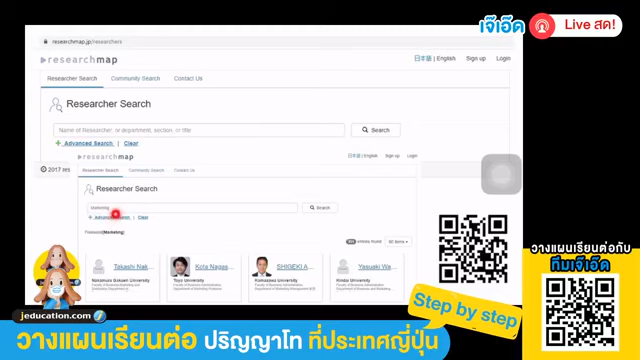 เจ๊เอ็ด
Live สด!
researchmap.jp/researchers
researchmap
日本語 | English Sign up Login
Researcher Search Community Search Contact Us
Researcher Search
Name of Researcher, or department, section, or title
Search
+ Advanced Search | Clear
researchmap
日本語 | English Sign up Login
Researcher Search Community Search Contact Us
Researcher Search
Marketing
Search
Clear
Takashi Nak...
Kota Nagas...
SHIGEKI A...
Yasuaki Wa...
Komazawa University
Kindai University
วางแผนเรียนต่อกับ
ทีมเจ๊เอ็ด
Step by step
jeducation.com
วางแผนเรียนต่อ ปริญญาโท ที่ประเทศญี่ปุ่น